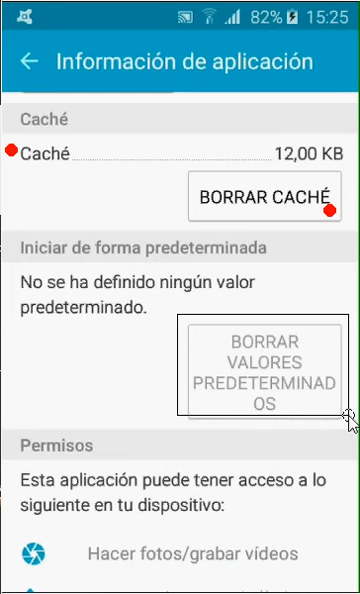 82% 15:25
Información de aplicación
Caché
Caché 12,00 KB
BORRAR CACHÉ
Iniciar de forma predeterminada
No se ha definido ningún valor
predeterminado.
BORRAR
VALORES
PREDETERMINAD
OS
Permisos
Esta aplicación puede tener acceso a lo
siguiente en tu dispositivo:
Hacer fotos/grabar vídeos